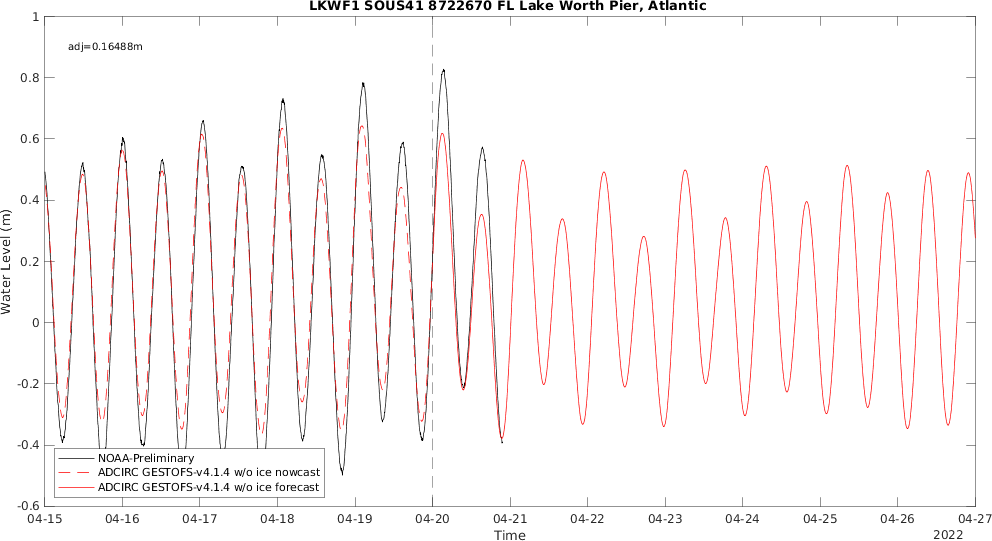 LKWF1 SOUS41 8722670 FL Lake Worth Pier, Atlantic
adj=0.16488m
Water Level (m)
1
0.8
0.6
0.4
0.2
0
-0.2
-0.4
-0.6
NOAA-Preliminary
ADCIRC GESTOFS-v4.1.4 w/o ice nowcast
ADCIRC GESTOFS-v4.1.4 w/o ice forecast
04-15 04-16 04-17 04-18 04-19 04-20 04-21 04-22 04-23 04-24 04-25 04-26 04-27
Time
2022